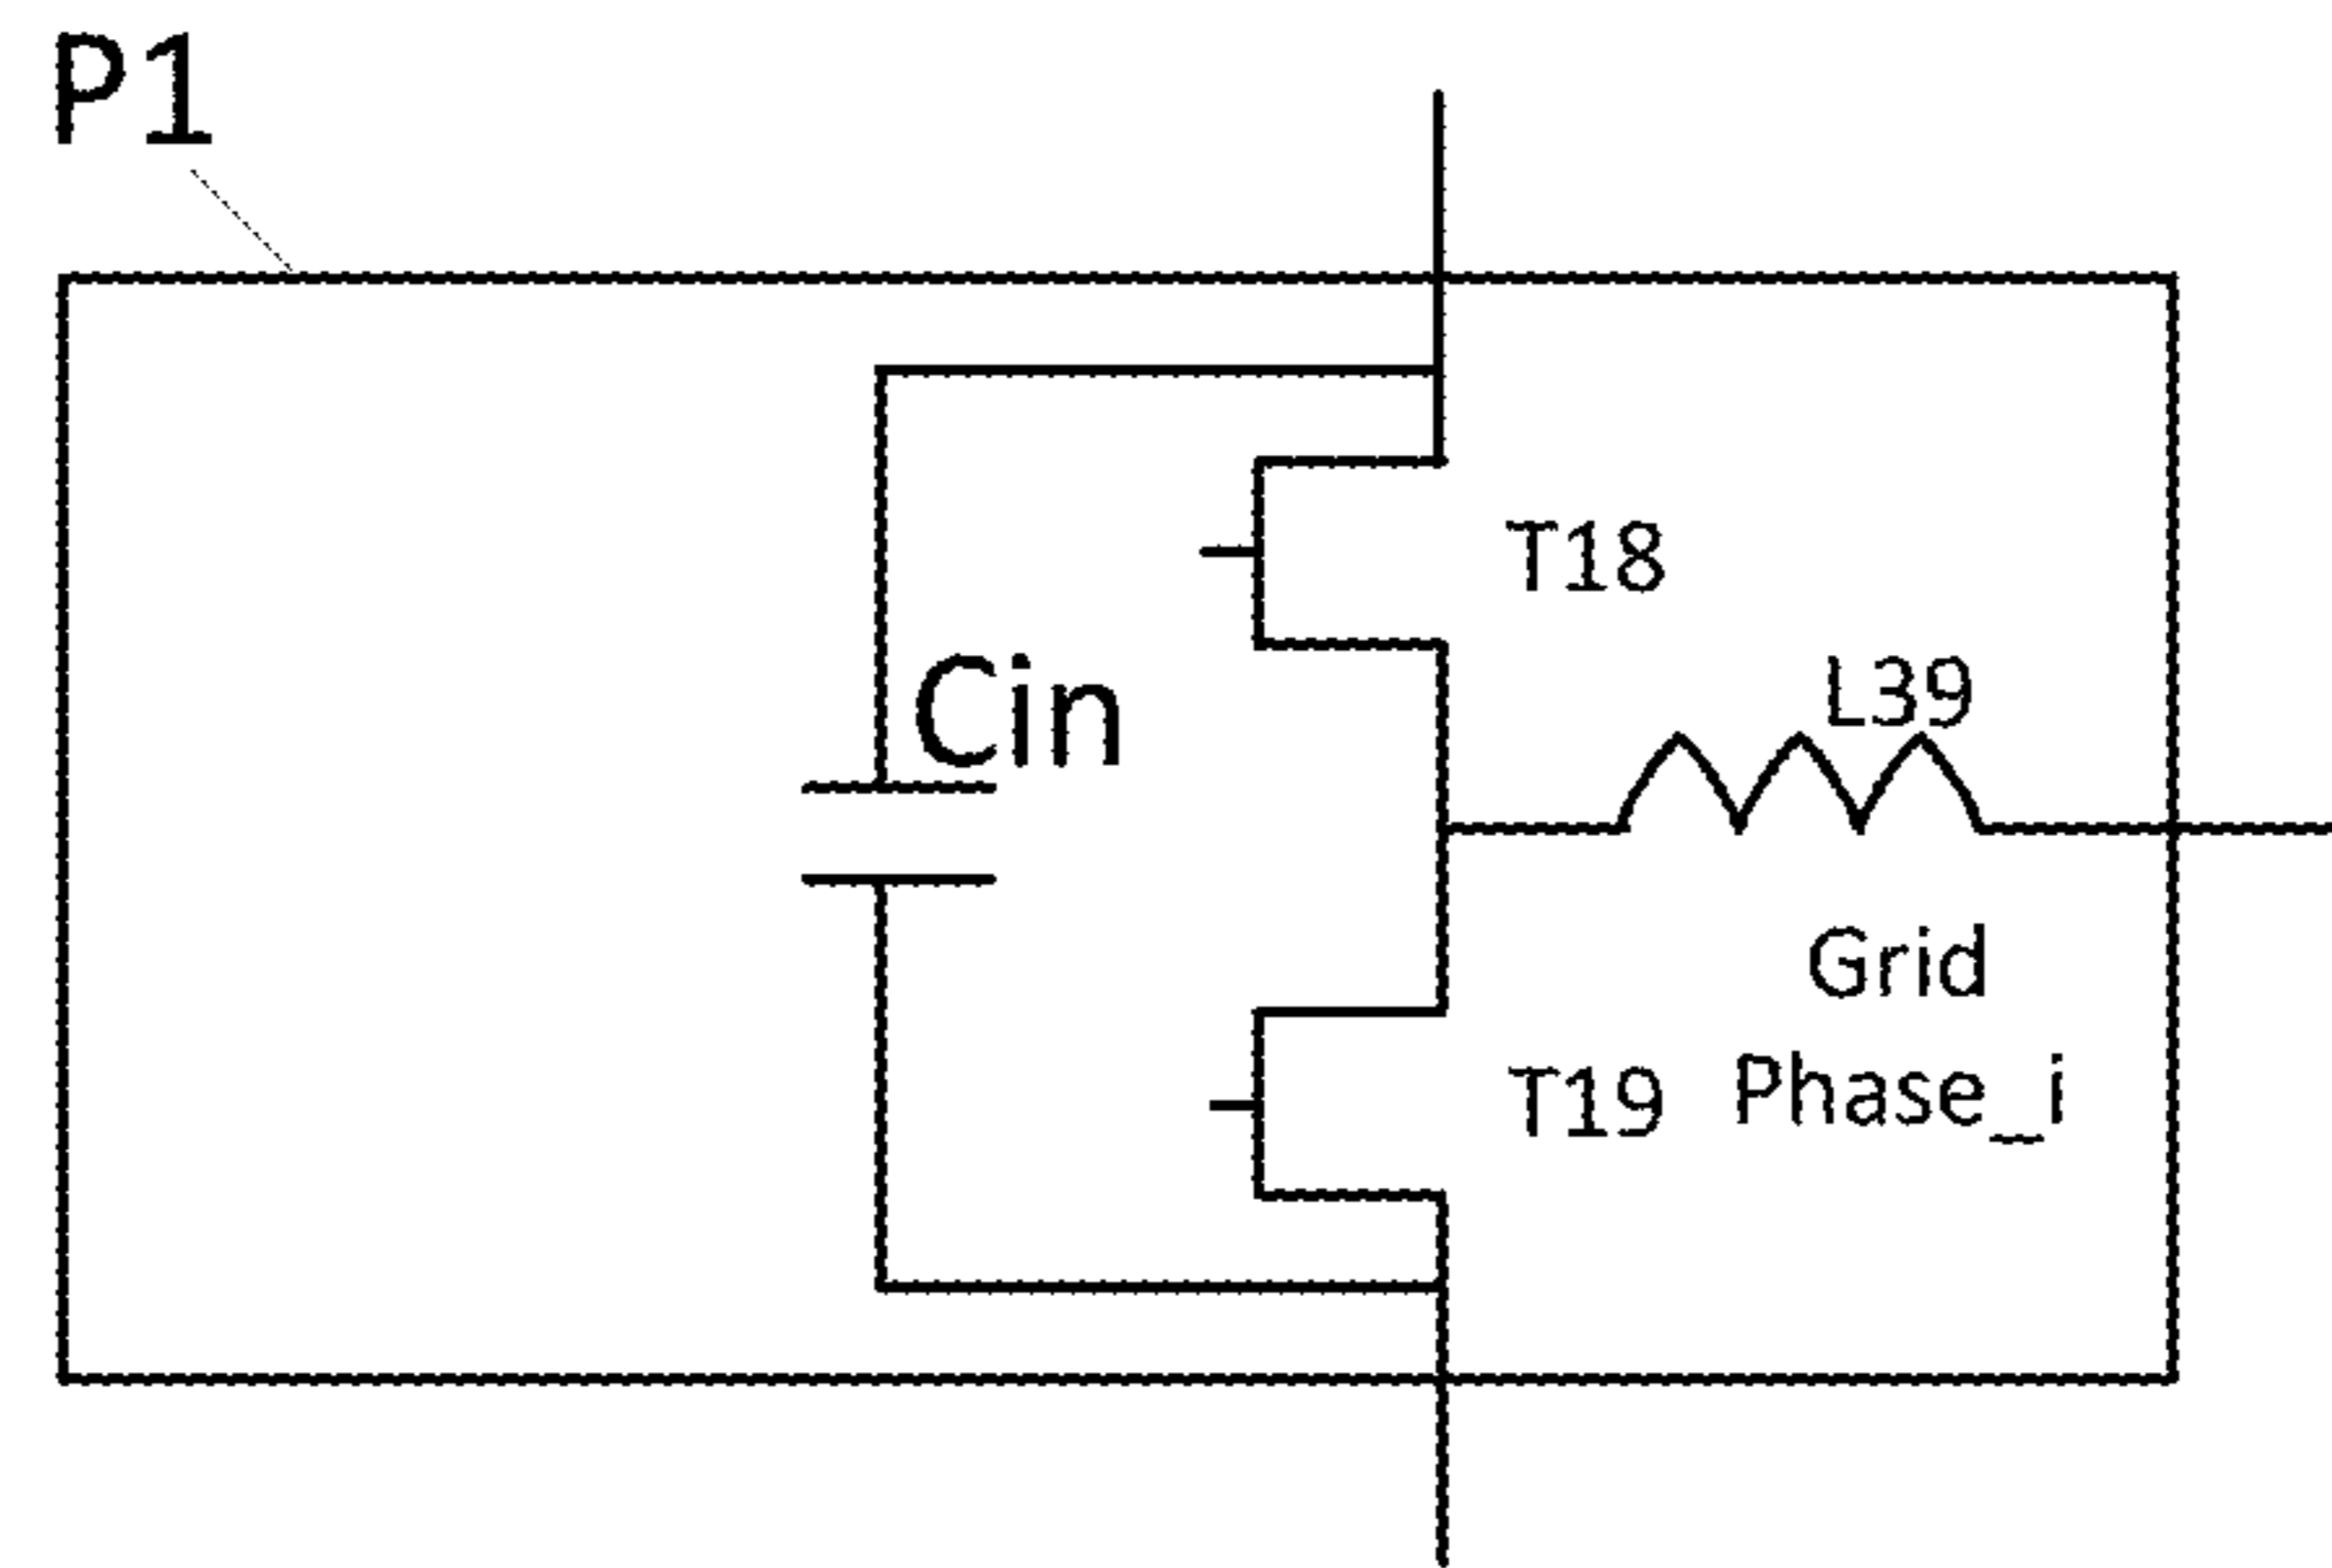 P1
T18
Cin
L39
Grid
T19 Phase_i